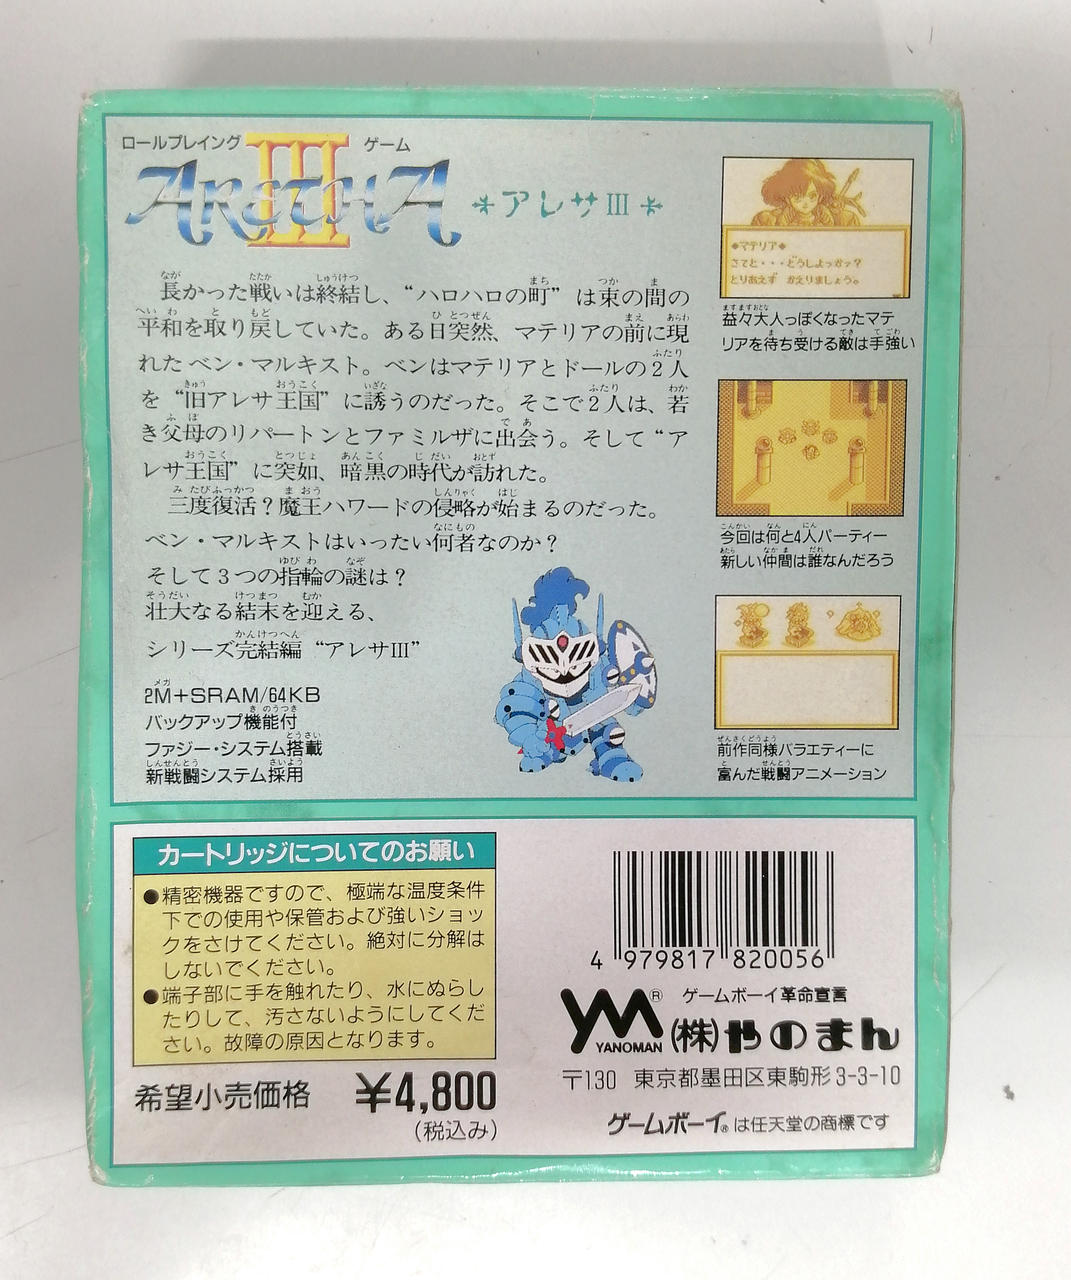 ロールプレイング ゲーム
ARETHA III
アレサIII
長かった戦いは終結し、“ハロハロの町”は束の間の
平和を取り戻していた。ある日突然、マテリアの前に現
れたベン・マルキスト。ベンはマテリアとドールの2人
を“旧アレサ王国”に誘うのだった。そこで2人は、若
き父母のリパートンとファミルザに出会う。そして“ア
レサ王国”に突如、暗黒の時代が訪れた。
三度復活？魔王ハワードの侵略が始まるのだった。
ベン・マルキストはいったい何者なのか？
そして3つの指輪の謎は？
壮大なる結末を迎える、
シリーズ完結編“アレサIII”
2M+SRAM/64KB
バックアップ機能付
ファジー・システム搭載
新戦闘システム採用
◆マテリア◆
さてと・・・どうしよっかァ？
とりあえず かえりましょう。
益々大人っぽくなったマテ
リアを待ち受ける敵は手強い
今回は何と4人パーティー
新しい仲間は誰なんだろう
前作同様バラエティーに
富んだ戦闘アニメーション
カートリッジについてのお願い
●精密機器ですので、極端な温度条件
下での使用や保管および強いショッ
クをさけてください。絶対に分解は
しないでください。
●端子部に手を触れたり、水にぬらし
たりして、汚さないようにしてくだ
さい。故障の原因となります。
希望小売価格 ¥4,800
(税込み)
4 979817 820056
YM® ゲームボーイ革命宣言
YANOMAN (株)やのまん
〒130 東京都墨田区東駒形3-3-10
ゲームボーイ®は任天堂の商標です